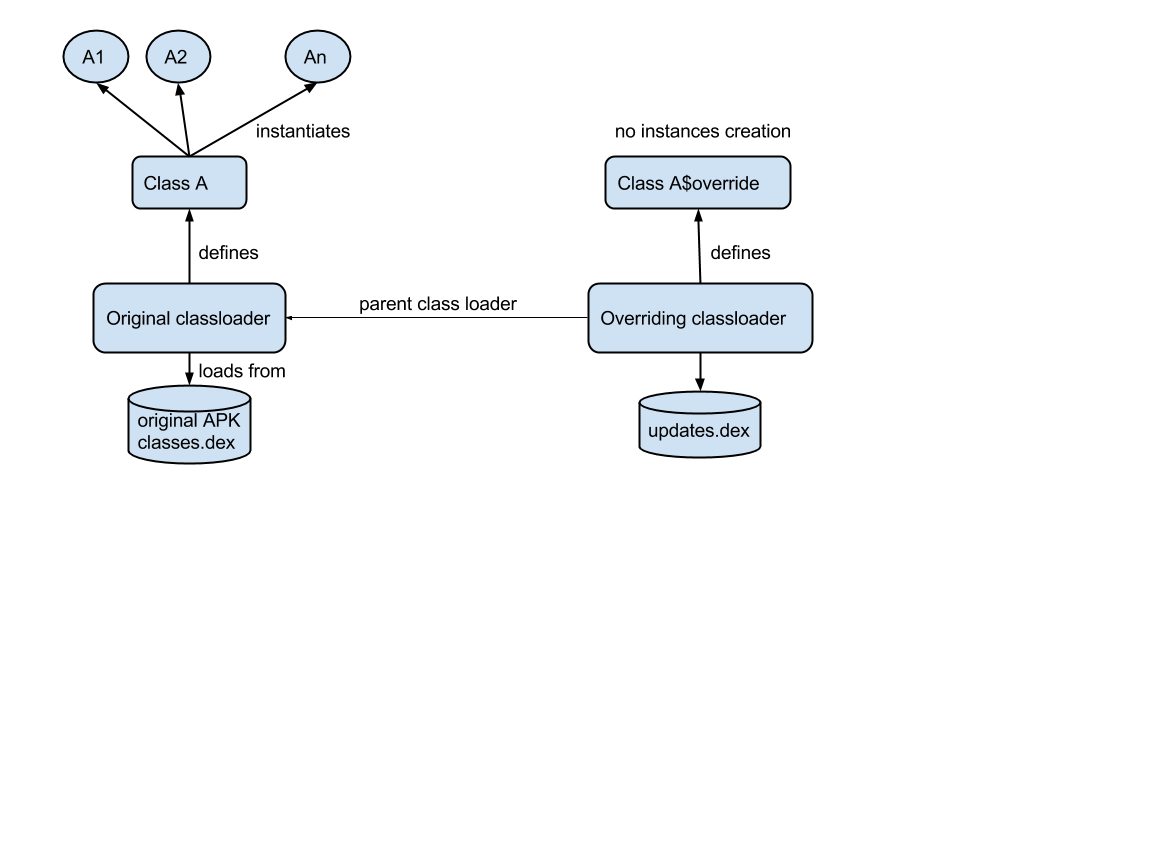 A1
A2
An
instantiates
no instances creation
Class A
Class A$override
defines
defines
parent class loader
Original classloader
Overriding classloader
loads from
original APK
classes.dex
updates.dex